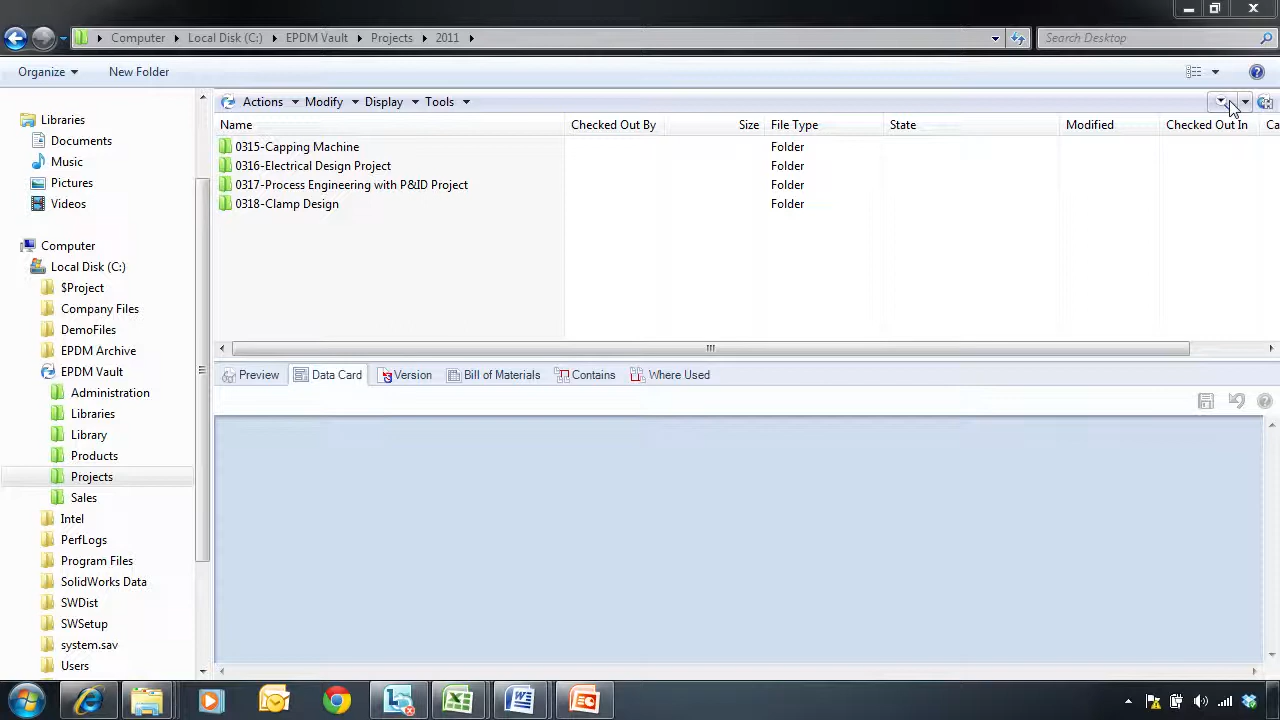 Computer Local Disk (C:) EPDM Vault Projects 2011 Search Desktop
Organize New Folder
Actions Modify Display Tools
Name Checked Out By Size File Type State Modified Checked Out In Ca
0315-Capping Machine Folder
0316-Electrical Design Project Folder
0317-Process Engineering with P&ID Project Folder
0318-Clamp Design Folder
Libraries
Documents
Music
Pictures
Videos
Computer
Local Disk (C:)
$Project
Company Files
DemoFiles
EPDM Archive
EPDM Vault
Administration
Libraries
Library
Products
Projects
Sales
Intel
PerfLogs
Program Files
SolidWorks Data
SWDist
SWSetup
system.sav
Users
Preview Data Card Version Bill of Materials Contains Where Used